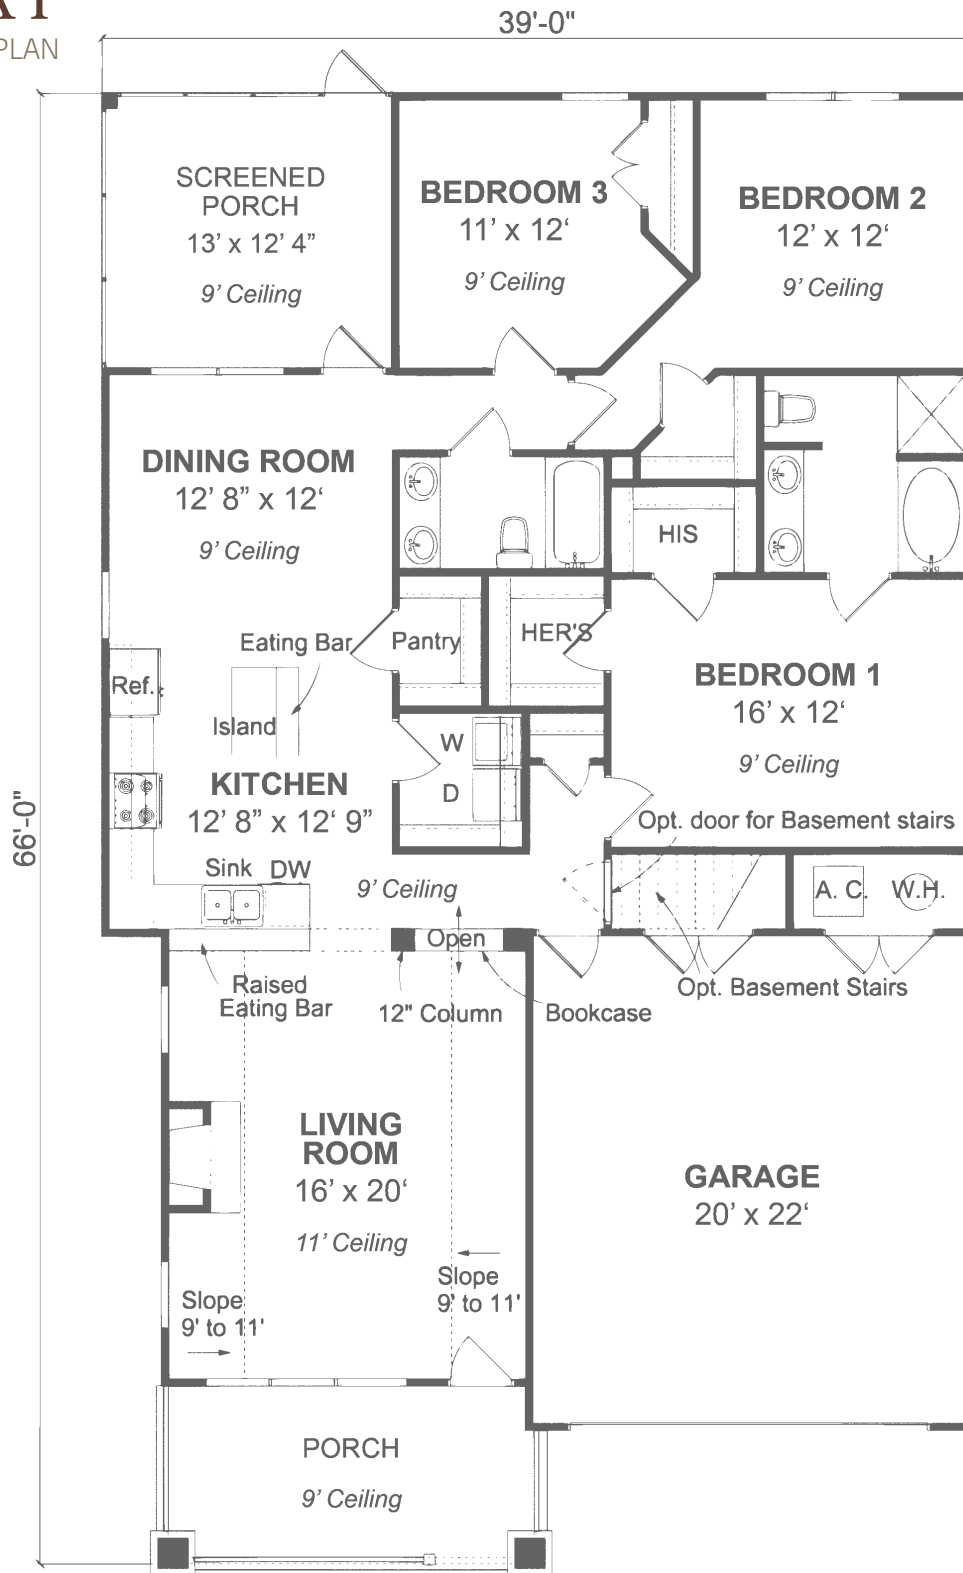 PLAN
39'-0"
SCREENED
PORCH
13’ x 12’ 4”
9’ Ceiling
BEDROOM 3
11’ x 12‘
9’ Ceiling
BEDROOM 2
12’ x 12‘
9’ Ceiling
DINING ROOM
12’ 8” x 12‘
9’ Ceiling
HIS
Eating Bar
Pantry
HER'S
Ref.
Island
BEDROOM 1
16’ x 12‘
9’ Ceiling
W
D
KITCHEN
12’ 8” x 12‘ 9”
66'-0"
Opt. door for Basement stairs
Sink DW
9’ Ceiling
A. C. W.H.
Open
Raised
Eating Bar
12" Column
Bookcase
Opt. Basement Stairs
LIVING
ROOM
16’ x 20‘
11’ Ceiling
GARAGE
20’ x 22‘
Slope
9' to 11'
Slope
9' to 11'
PORCH
9’ Ceiling